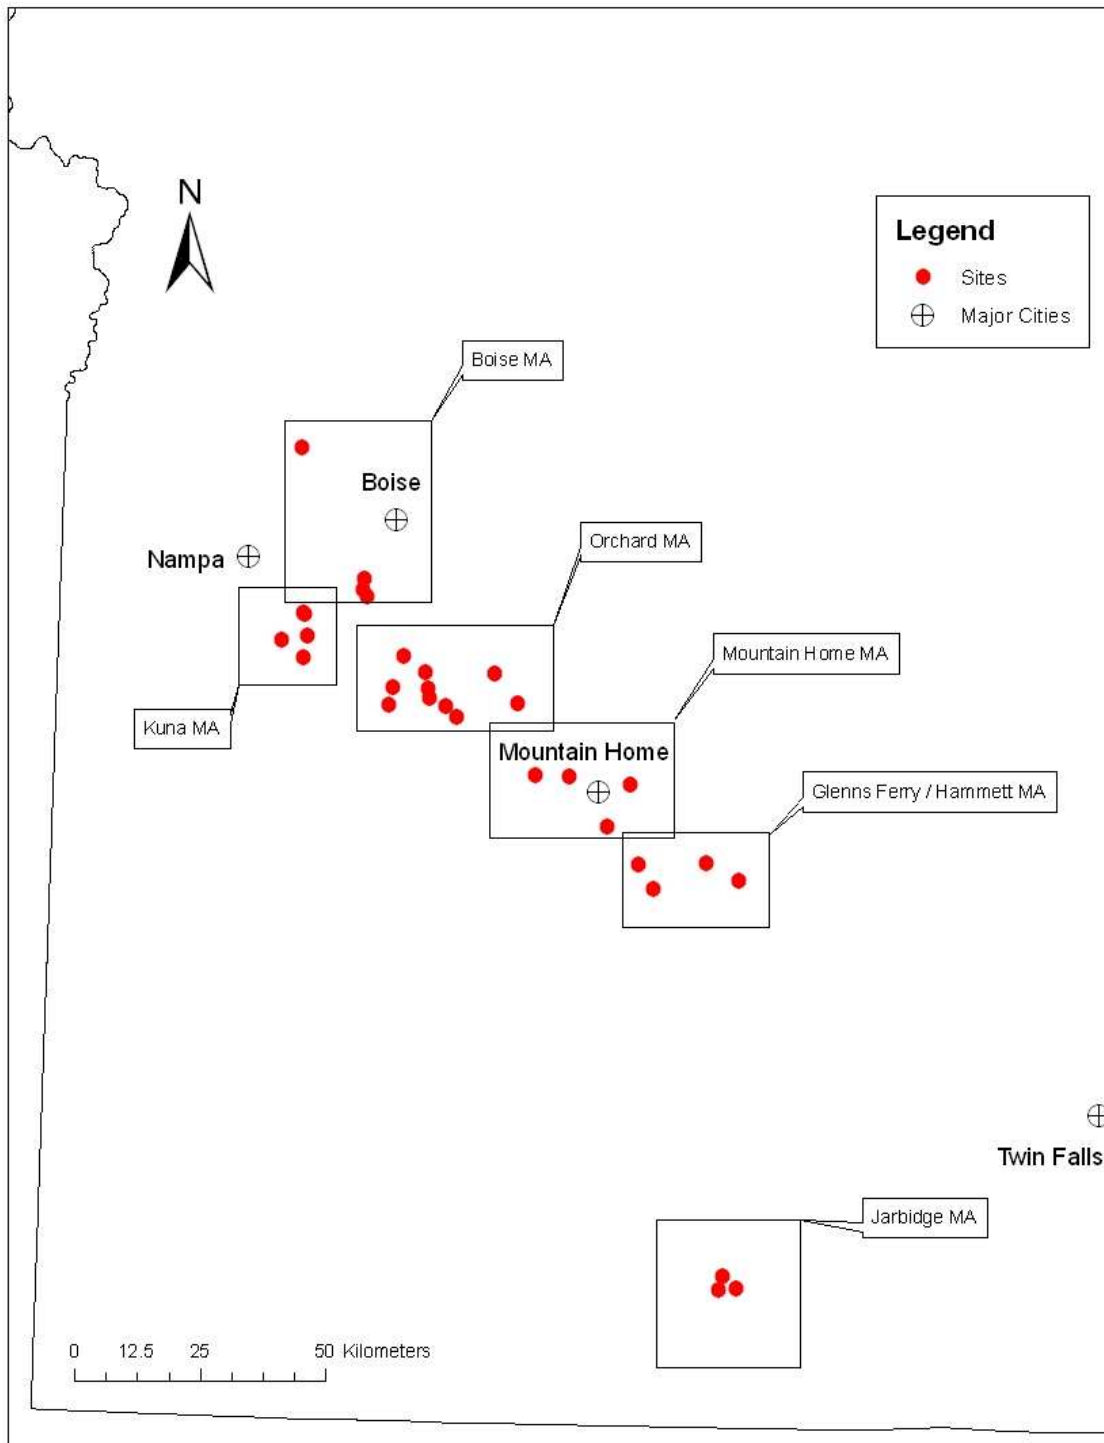 N
Legend
Sites
Major Cities
Boise MA
Boise
Orchard MA
Nampa
Mountain Home MA
Kuna MA
Mountain Home
Glenns Ferry / Hammett MA
Twin Falls
Jarbidge MA
0 12.5 25 50 Kilometers